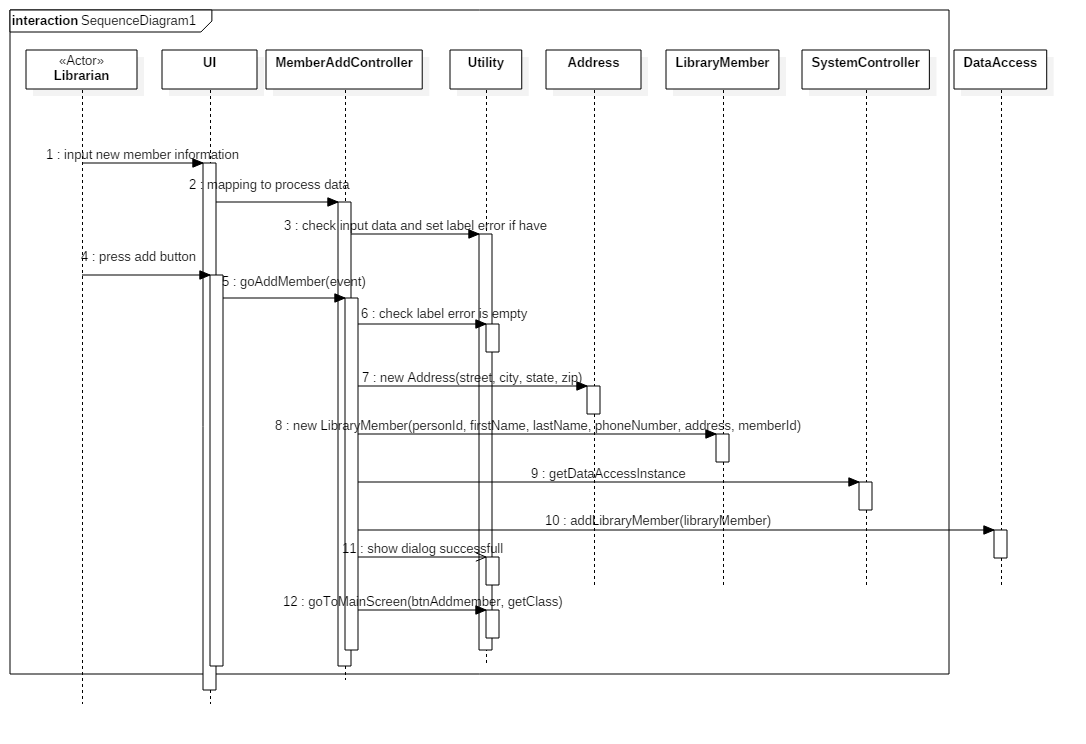 interaction SequenceDiagram1
«Actor»
Librarian
UI
MemberAddController
Utility
Address
LibraryMember
SystemController
DataAccess
1 : input new member information
2 : mapping to process data
3 : check input data and set label error if have
4 : press add button
5 : goAddMember(event)
6 : check label error is empty
7 : new Address(street, city, state, zip)
8 : new LibraryMember(personId, firstName, lastName, phoneNumber, address, memberId)
9 : getDataAccessInstance
10 : addLibraryMember(libraryMember)
11 : show dialog successfull
12 : goToMainScreen(btnAddmember, getClass)